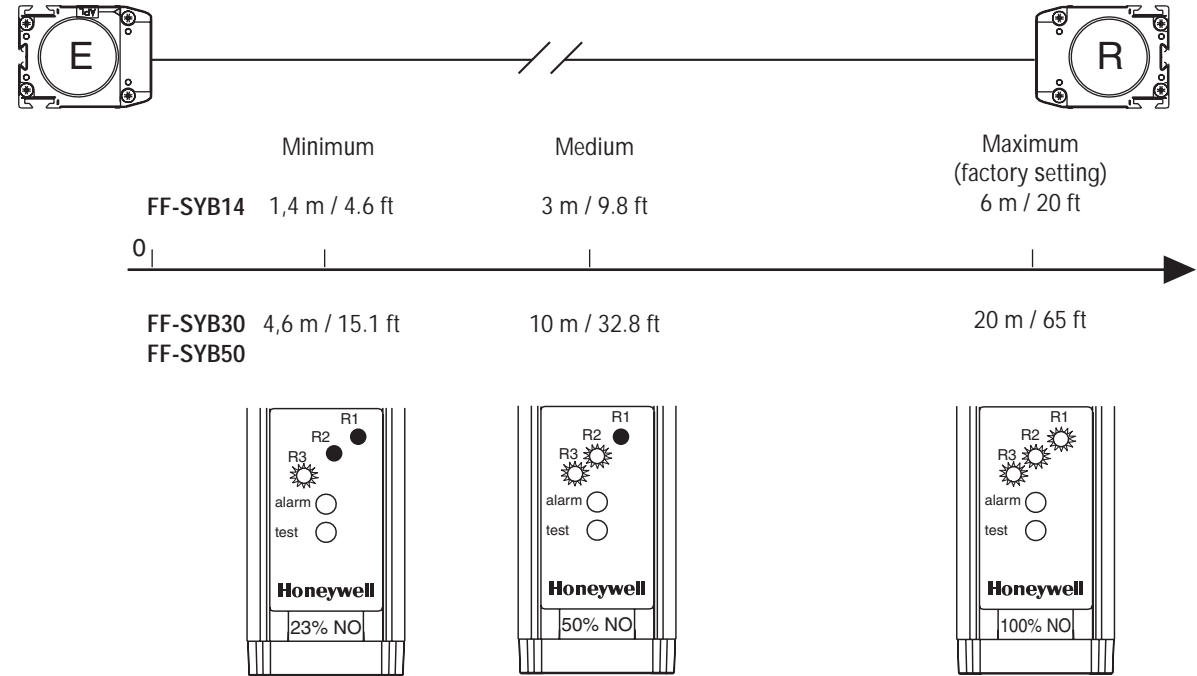 APL
E
R
Minimum
Medium
Maximum
(factory setting)
FF-SYB14
1,4 m / 4.6 ft
3 m / 9.8 ft
6 m / 20 ft
0
FF-SYB30
FF-SYB50
4,6 m / 15.1 ft
10 m / 32.8 ft
20 m / 65 ft
R1
R2
R3
alarm
test
Honeywell
23% NO
R1
R2
R3
alarm
test
Honeywell
50% NO
R1
R2
R3
alarm
test
Honeywell
100% NO